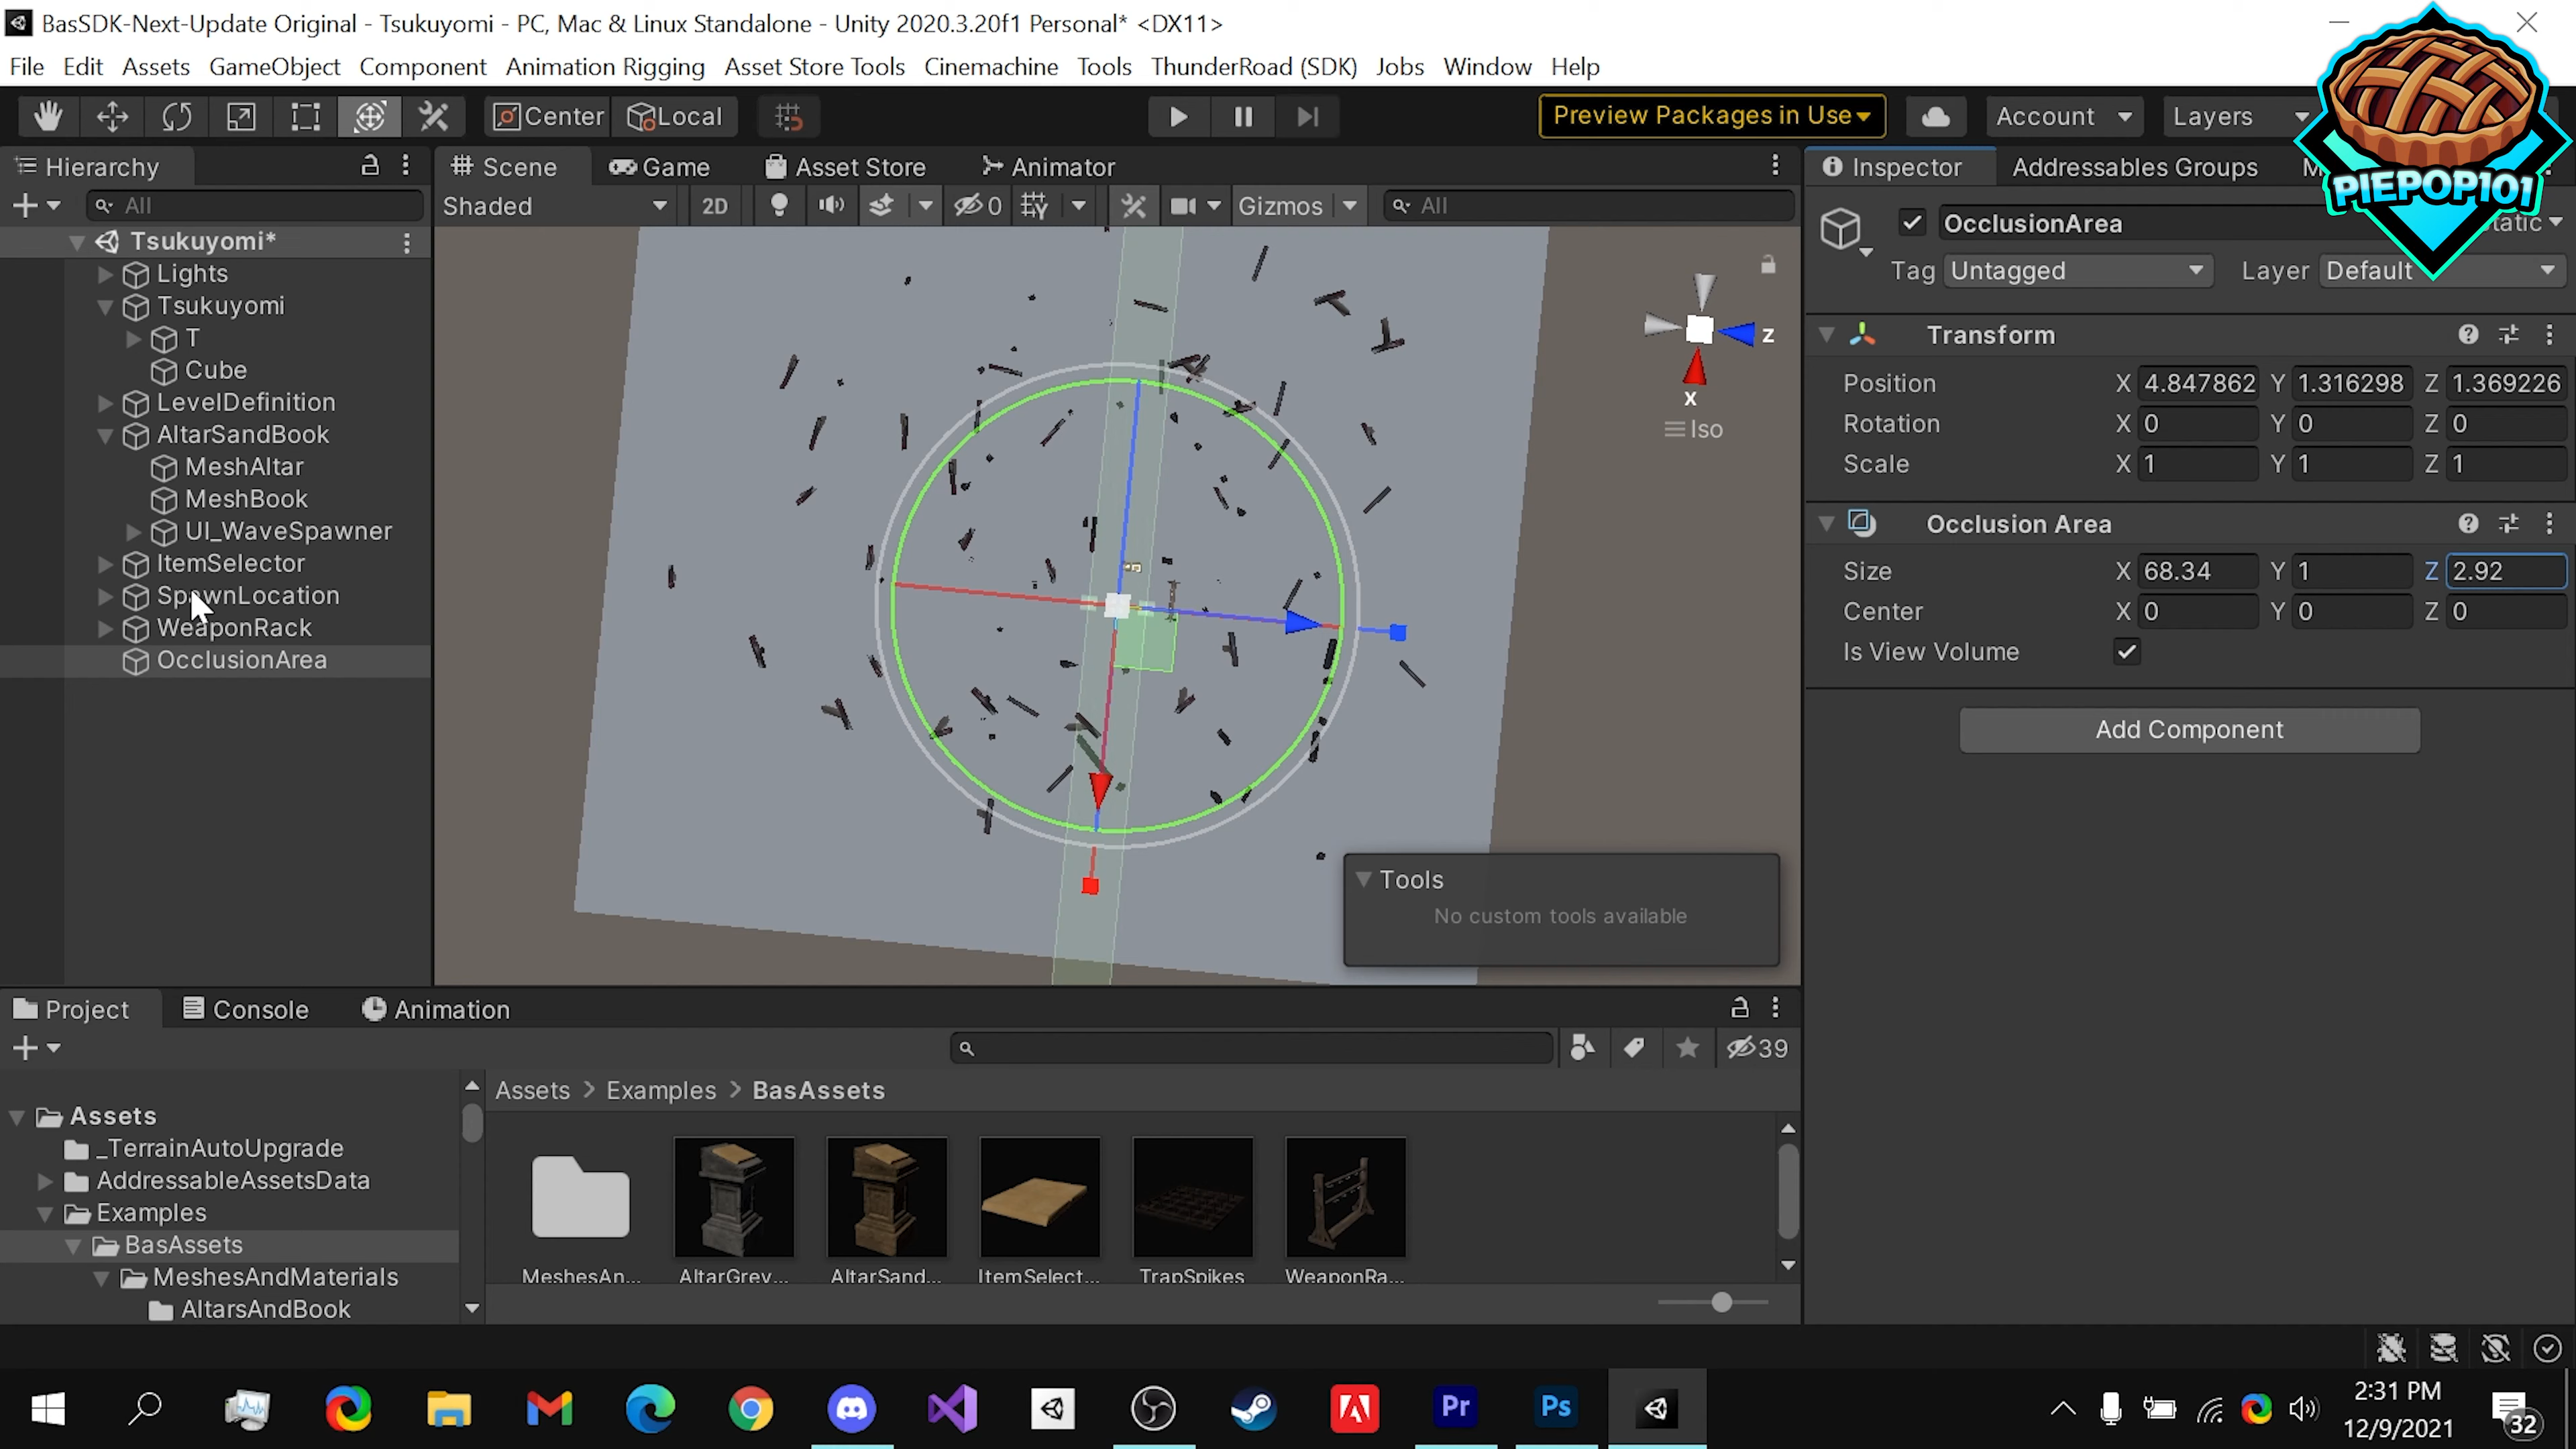 BasSDK-Next-Update Original - Tsukuyomi - PC, Mac & Linux Standalone - Unity 2020.3.20f1 Personal* <DX11>
File Edit Assets GameObject Component Animation Rigging Asset Store Tools Cinemachine Tools ThunderRoad (SDK) Jobs Window Help
Center Local Preview Packages in Use Account Layers
PIEPOP101
Hierarchy Scene Game Asset Store Animator Inspector Addressables Groups
All Shaded 2D 0 Gizmos All
OcclusionArea
Tag Untagged Layer Default
Tsukuyomi*
Lights
Tsukuyomi
T
Cube
LevelDefinition
AltarSandBook
MeshAltar
MeshBook
UI_WaveSpawner
ItemSelector
SpawnLocation
WeaponRack
OcclusionArea
z
x
Iso
Tools
No custom tools available
Transform
Position X 4.847862 Y 1.316298 Z 1.369226
Rotation X 0 Y 0 Z 0
Scale X 1 Y 1 Z 1
Occlusion Area
Size X 68.34 Y 1 Z 2.92
Center X 0 Y 0 Z 0
Is View Volume
Add Component
Project Console Animation
39
Assets > Examples > BasAssets
Assets
_TerrainAutoUpgrade
AddressableAssetsData
Examples
BasAssets
MeshesAndMaterials
AltarsAndBook
MeshesAn... AltarGrey... AltarSand... ItemSelect... TrapSpikes WeaponRa...
Pr Ps
2:31 PM
12/9/2021
32